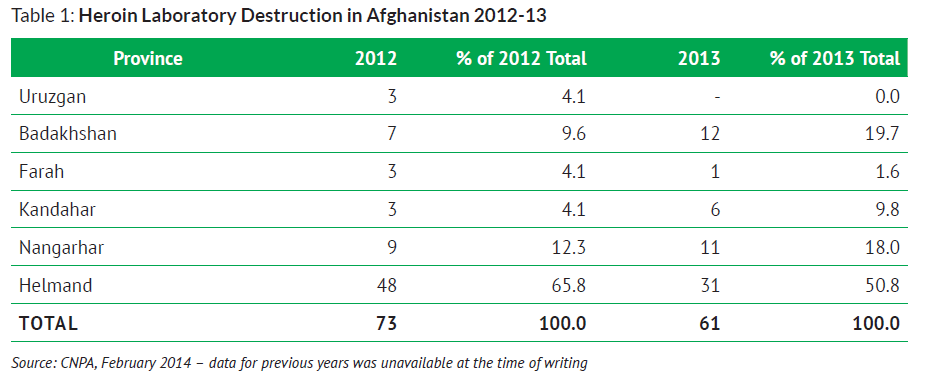 Table 1: Heroin Laboratory Destruction in Afghanistan 2012-13
Province 2012 % of 2012 Total 2013 % of 2013 Total
Uruzgan 3 4.1 - 0.0
Badakhshan 7 9.6 12 19.7
Farah 3 4.1 1 1.6
Kandahar 3 4.1 6 9.8
Nangarhar 9 12.3 11 18.0
Helmand 48 65.8 31 50.8
TOTAL 73 100.0 61 100.0
Source: CNPA, February 2014 – data for previous years was unavailable at the time of writing